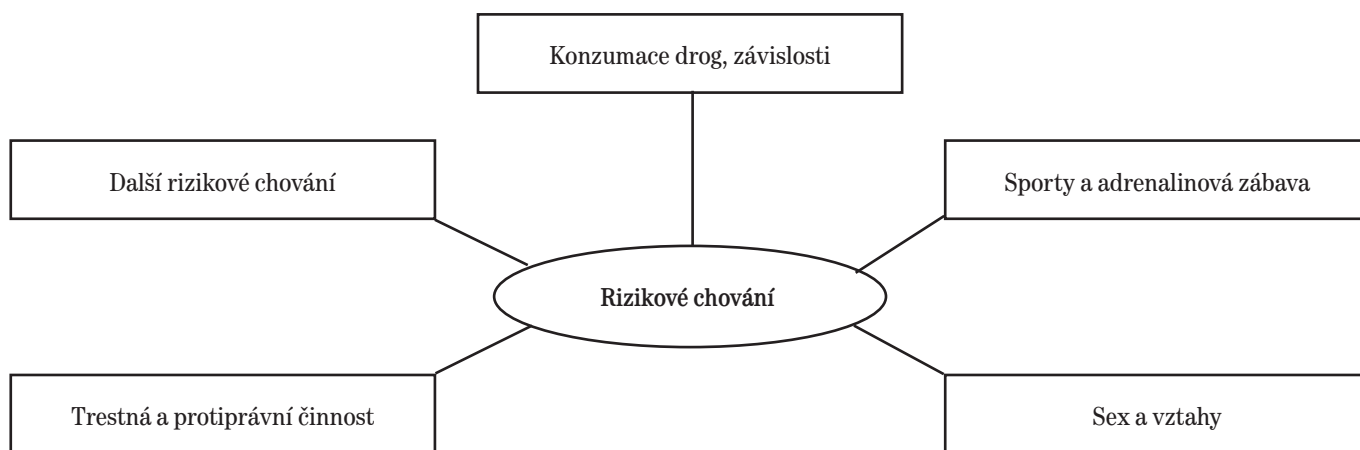 Konzumace drog, závislosti
Další rizikové chování
Sporty a adrenalinová zábava
Rizikové chování
Trestná a protiprávní činnost
Sex a vztahy